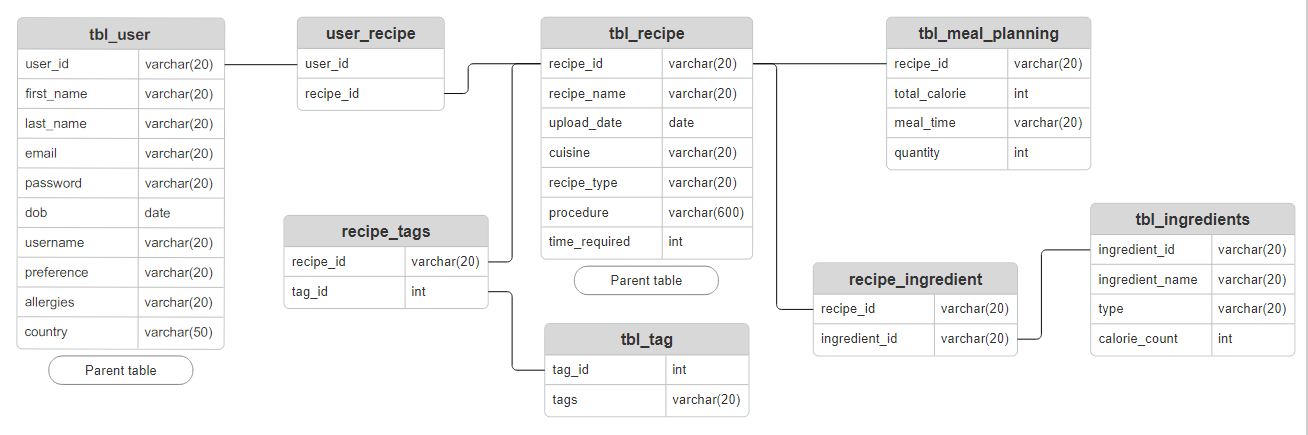 tbl_user
user_id varchar(20)
first_name varchar(20)
last_name varchar(20)
email varchar(20)
password varchar(20)
dob date
username varchar(20)
preference varchar(20)
allergies varchar(20)
country varchar(50)
Parent table
user_recipe
user_id
recipe_id
recipe_tags
recipe_id varchar(20)
tag_id int
tbl_recipe
recipe_id varchar(20)
recipe_name varchar(20)
upload_date date
cuisine varchar(20)
recipe_type varchar(20)
procedure varchar(600)
time_required int
Parent table
tbl_tag
tag_id int
tags varchar(20)
tbl_meal_planning
recipe_id varchar(20)
total_calorie int
meal_time varchar(20)
quantity int
recipe_ingredient
recipe_id varchar(20)
ingredient_id varchar(20)
tbl_ingredients
ingredient_id varchar(20)
ingredient_name varchar(20)
type varchar(20)
calorie_count int